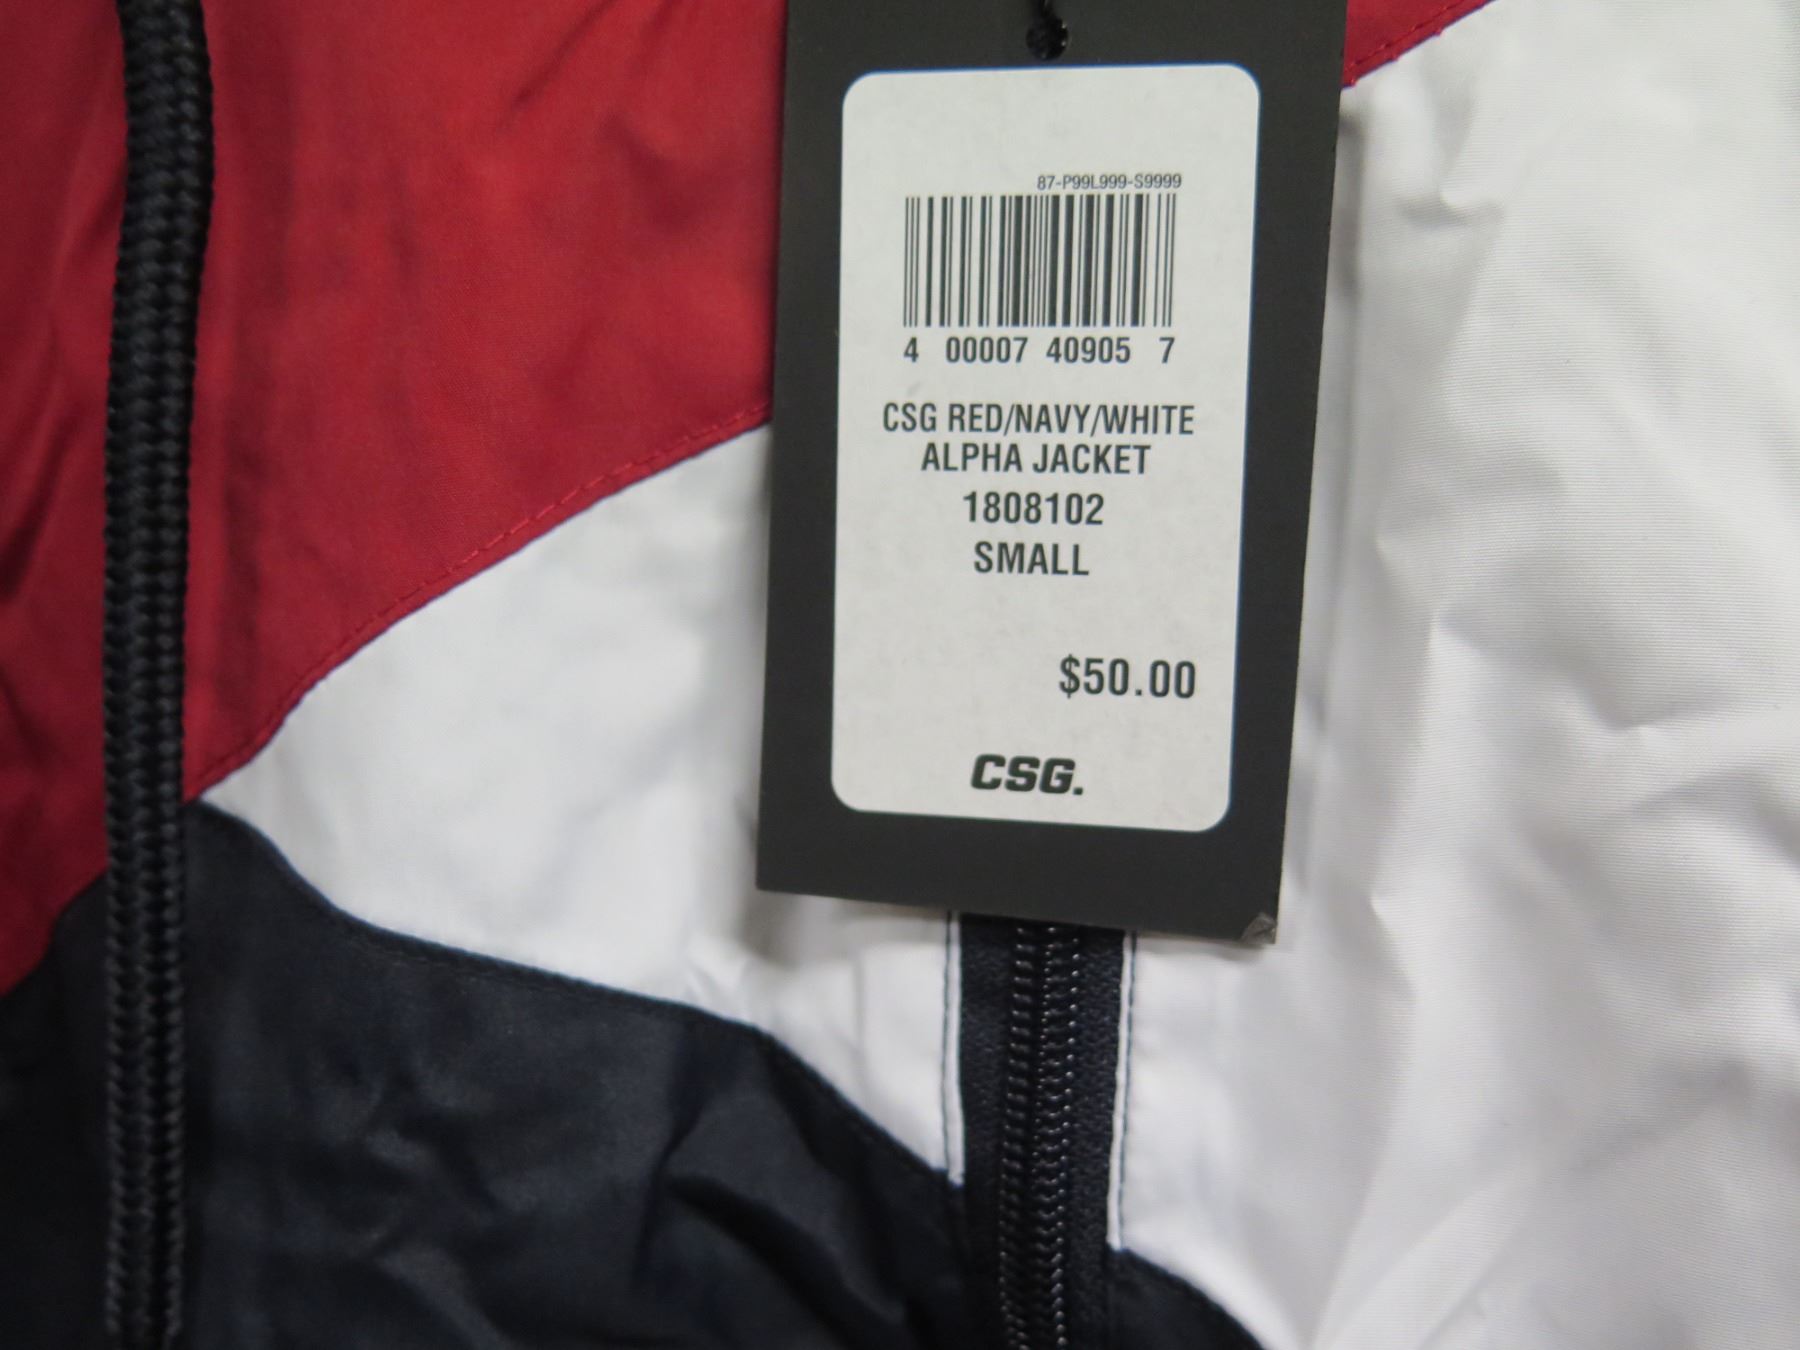 87-P99L999-S9999
4 00007 40905 7
CSG RED/NAVY/WHITE
ALPHA JACKET
1808102
SMALL
$50.00
CSG.